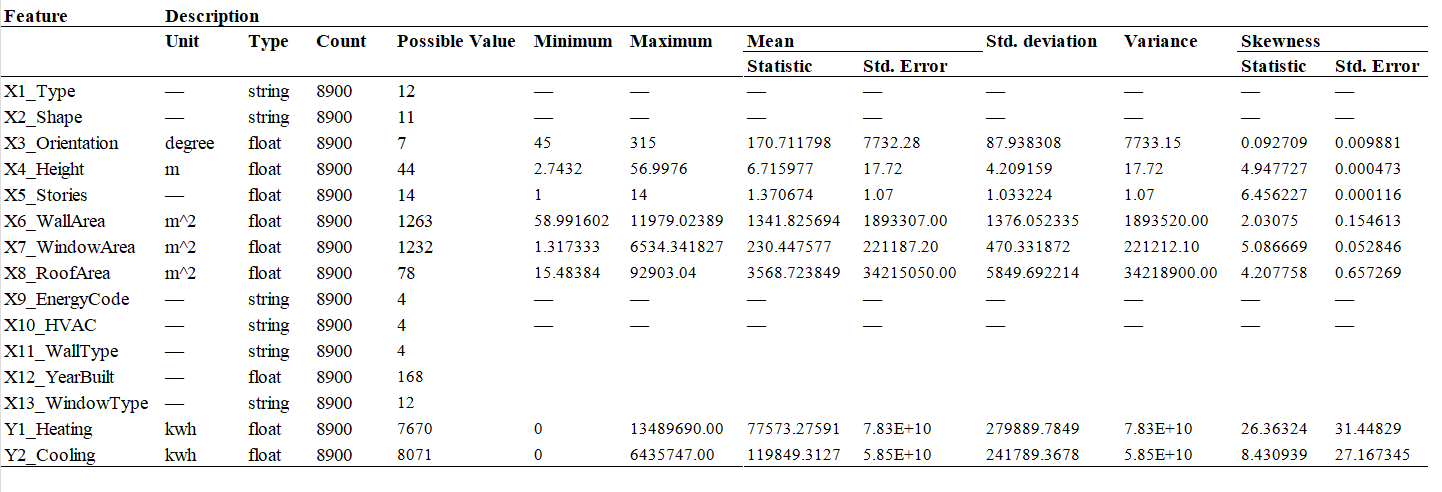 Feature Description
Unit Type Count Possible Value Minimum Maximum Mean Std. deviation Variance Skewness
Statistic Std. Error Statistic Std. Error
X1_Type — string 8900 12 — — — — — — — —
X2_Shape — string 8900 11 — — — — — — — —
X3_Orientation degree float 8900 7 45 315 170.711798 7732.28 87.938308 7733.15 0.092709 0.009881
X4_Height m float 8900 44 2.7432 56.9976 6.715977 17.72 4.209159 17.72 4.947727 0.000473
X5_Stories — float 8900 14 1 14 1.370674 1.07 1.033224 1.07 6.456227 0.000116
X6_WallArea m^2 float 8900 1263 58.991602 11979.02389 1341.825694 1893307.00 1376.052335 1893520.00 2.03075 0.154613
X7_WindowArea m^2 float 8900 1232 1.317333 6534.341827 230.447577 221187.20 470.331872 221212.10 5.086669 0.052846
X8_RoofArea m^2 float 8900 78 15.48384 92903.04 3568.723849 34215050.00 5849.692214 34218900.00 4.207758 0.657269
X9_EnergyCode — string 8900 4 — — — — — — — —
X10_HVAC — string 8900 4 — — — — — — — —
X11_WallType — string 8900 4
X12_YearBuilt — float 8900 168
X13_WindowType — string 8900 12
Y1_Heating kwh float 8900 7670 0 13489690.00 77573.27591 7.83E+10 279889.7849 7.83E+10 26.36324 31.44829
Y2_Cooling kwh float 8900 8071 0 6435747.00 119849.3127 5.85E+10 241789.3678 5.85E+10 8.430939 27.167345